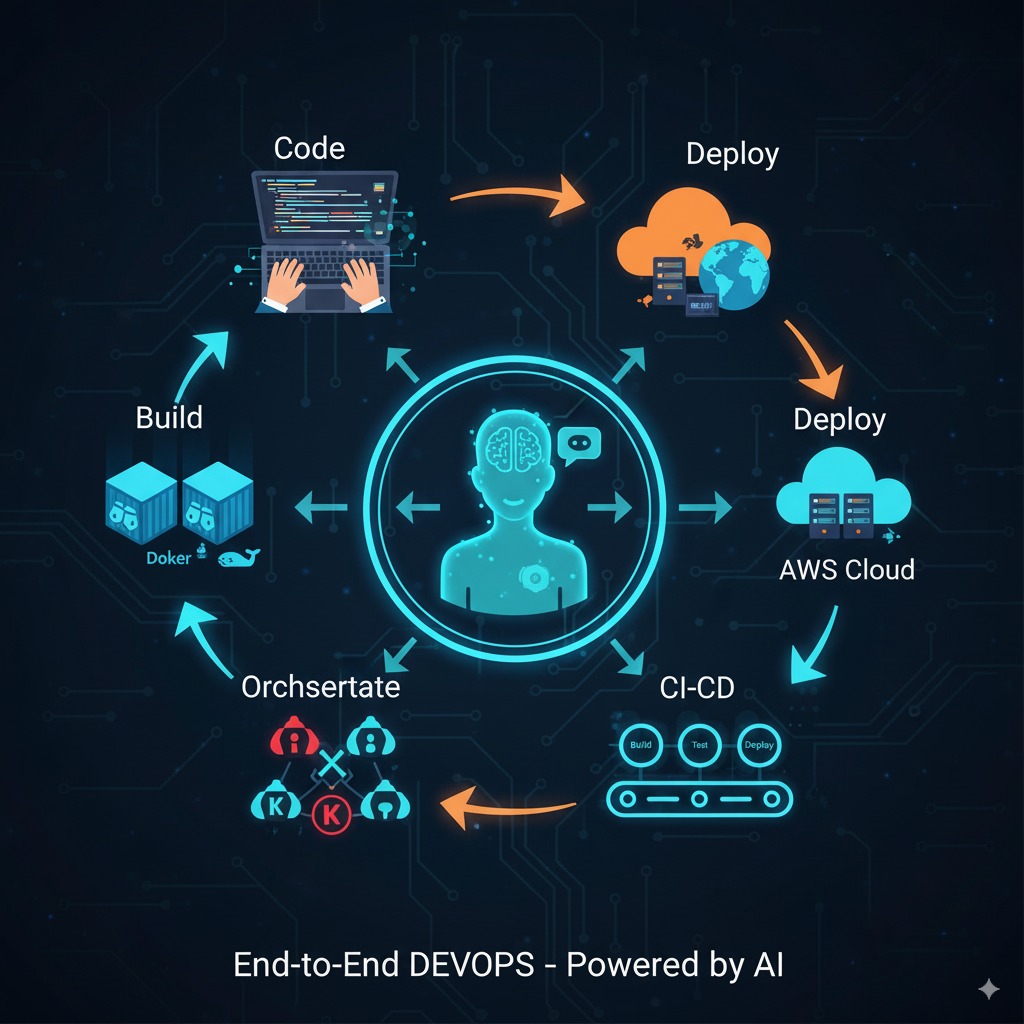 Code
Deploy
Build
Deploy
Doker
AWS Cloud
Orchsertate
CI-CD
Build
Test
Deploy
K
K
End-to-End DEVOPS - Powered by AI